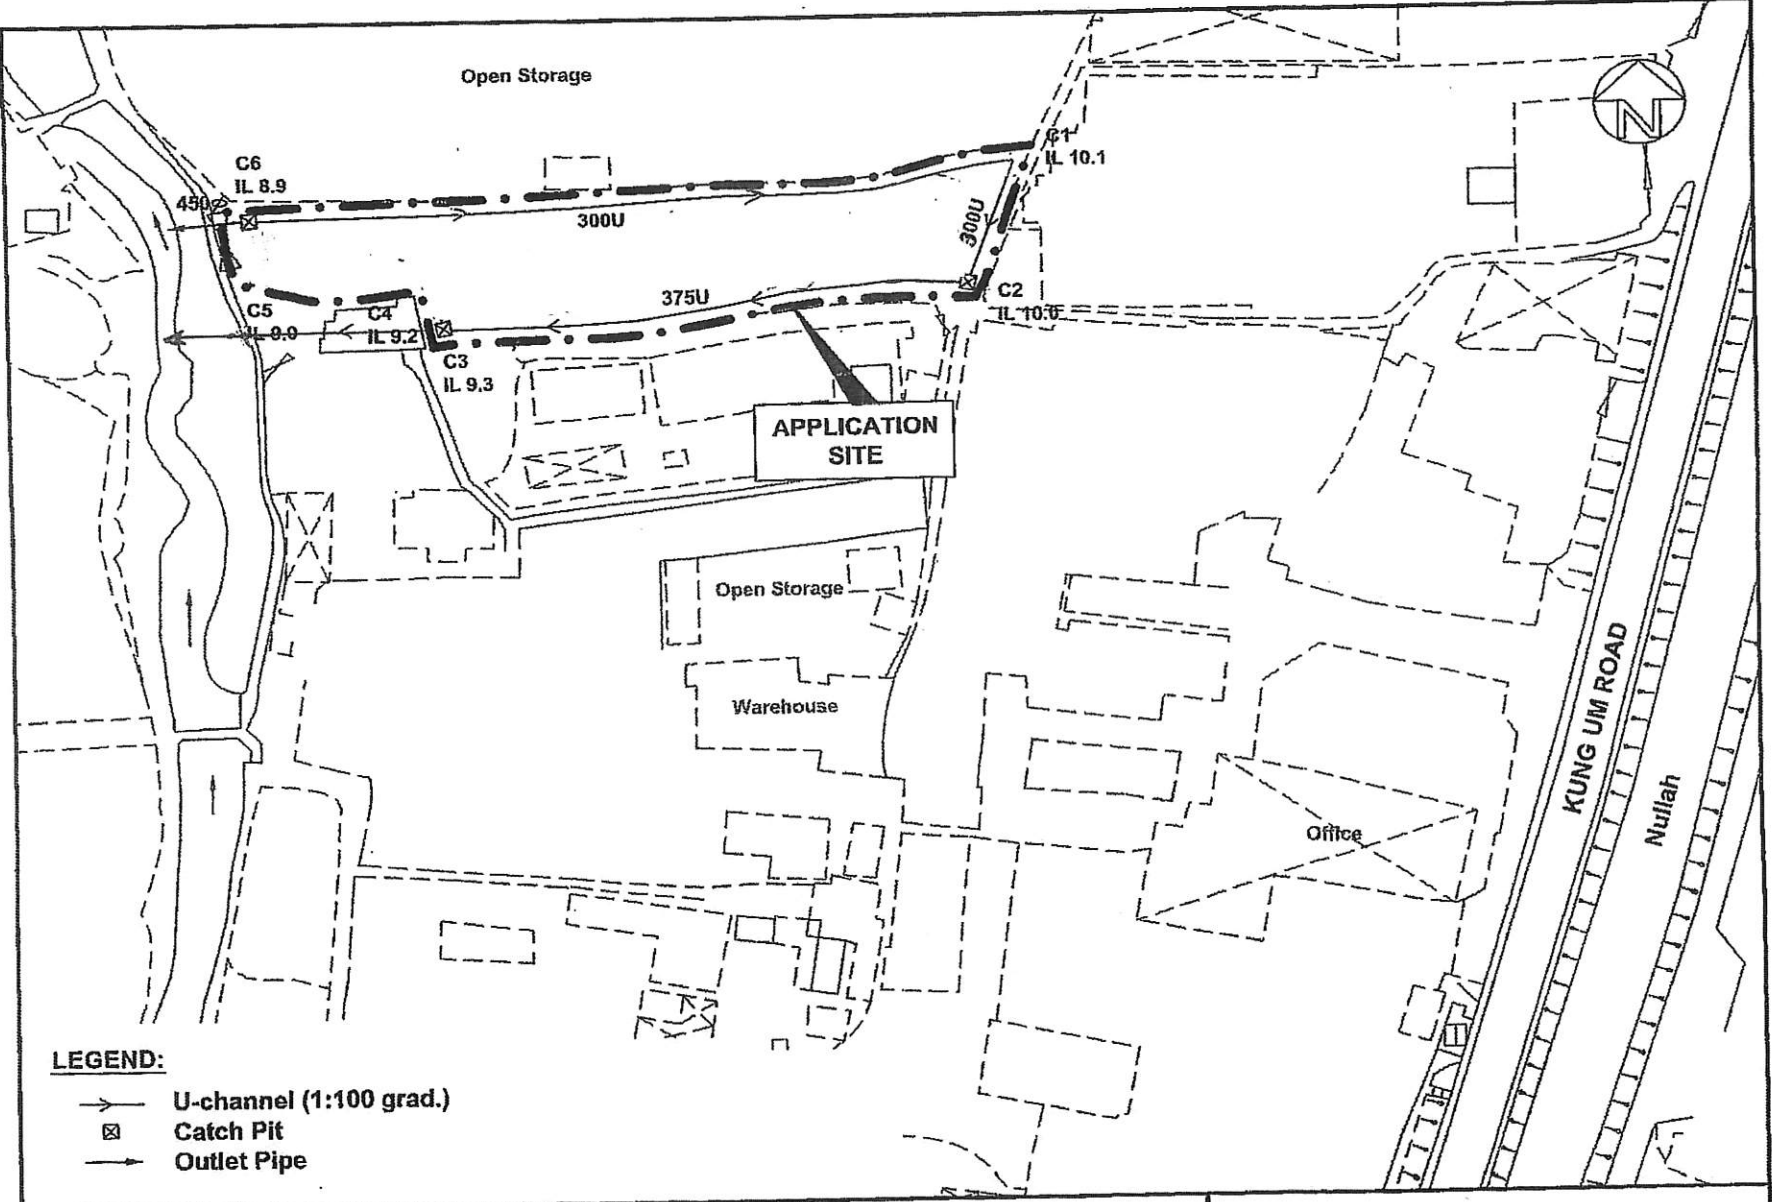 Open Storage
C1
IL 10.1
C6
IL 8.9
450
300U
300U
N
375U
C2
IL 10.0
C5
IL 9.0
C4
IL 9.2
C3
IL 9.3
APPLICATION
SITE
Open Storage
Warehouse
Office
KUNG UM ROAD
Nullah
LEGEND:
U-channel (1:100 grad.)
Catch Pit
Outlet Pipe